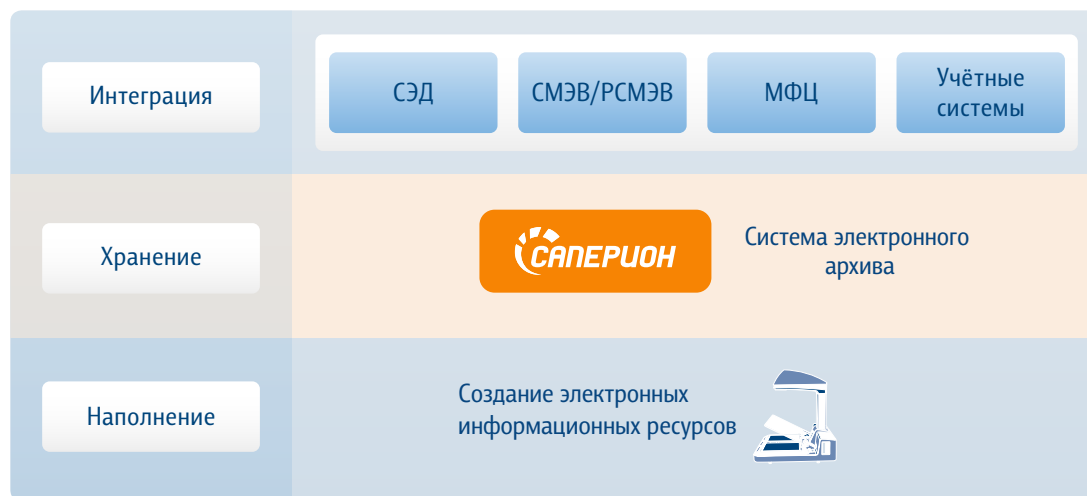 Интеграция
СЭД
СМЭВ/РСМЭВ
МФЦ
Учётные
системы
Хранение
САПЕРИОН
Система электронного
архива
Наполнение
Создание электронных
информационных ресурсов